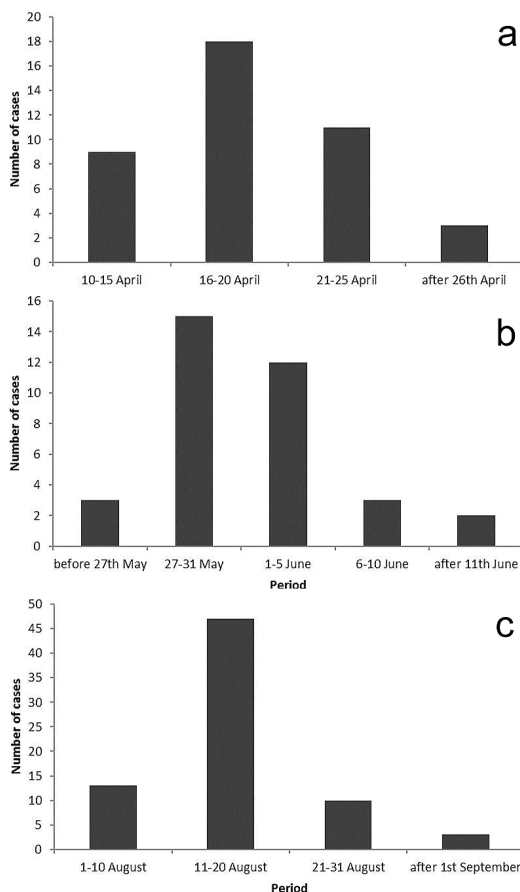 a
Number of cases
20
18
16
14
12
10
8
6
4
2
0
10-15 April 16-20 April 21-25 April after 26th April
b
Number of cases
16
14
12
10
8
6
4
2
0
before 27th May 27-31 May 1-5 June 6-10 June after 11th June
Period
c
Number of cases
50
45
40
35
30
25
20
15
10
5
0
1-10 August 11-20 August 21-31 August after 1st September
Period